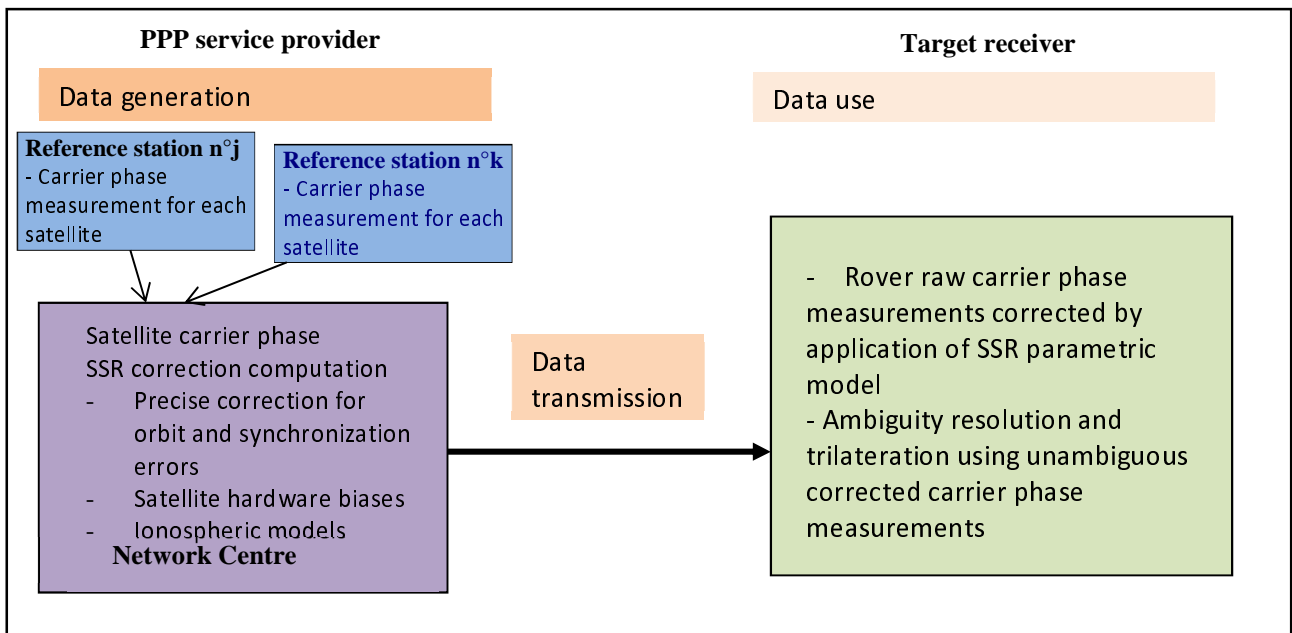 PPP service provider
Target receiver
Data generation
Data use
Reference station n°j
- Carrier phase
measurement for each
satellite
Reference station n°k
- Carrier phase
measurement for each
satellite
Satellite carrier phase
SSR correction computation
- Precise correction for
orbit and synchronization
errors
- Satellite hardware biases
- Ionospheric models
Network Centre
Data
transmission
- Rover raw carrier phase
measurements corrected by
application of SSR parametric
model
- Ambiguity resolution and
trilateration using unambiguous
corrected carrier phase
measurements